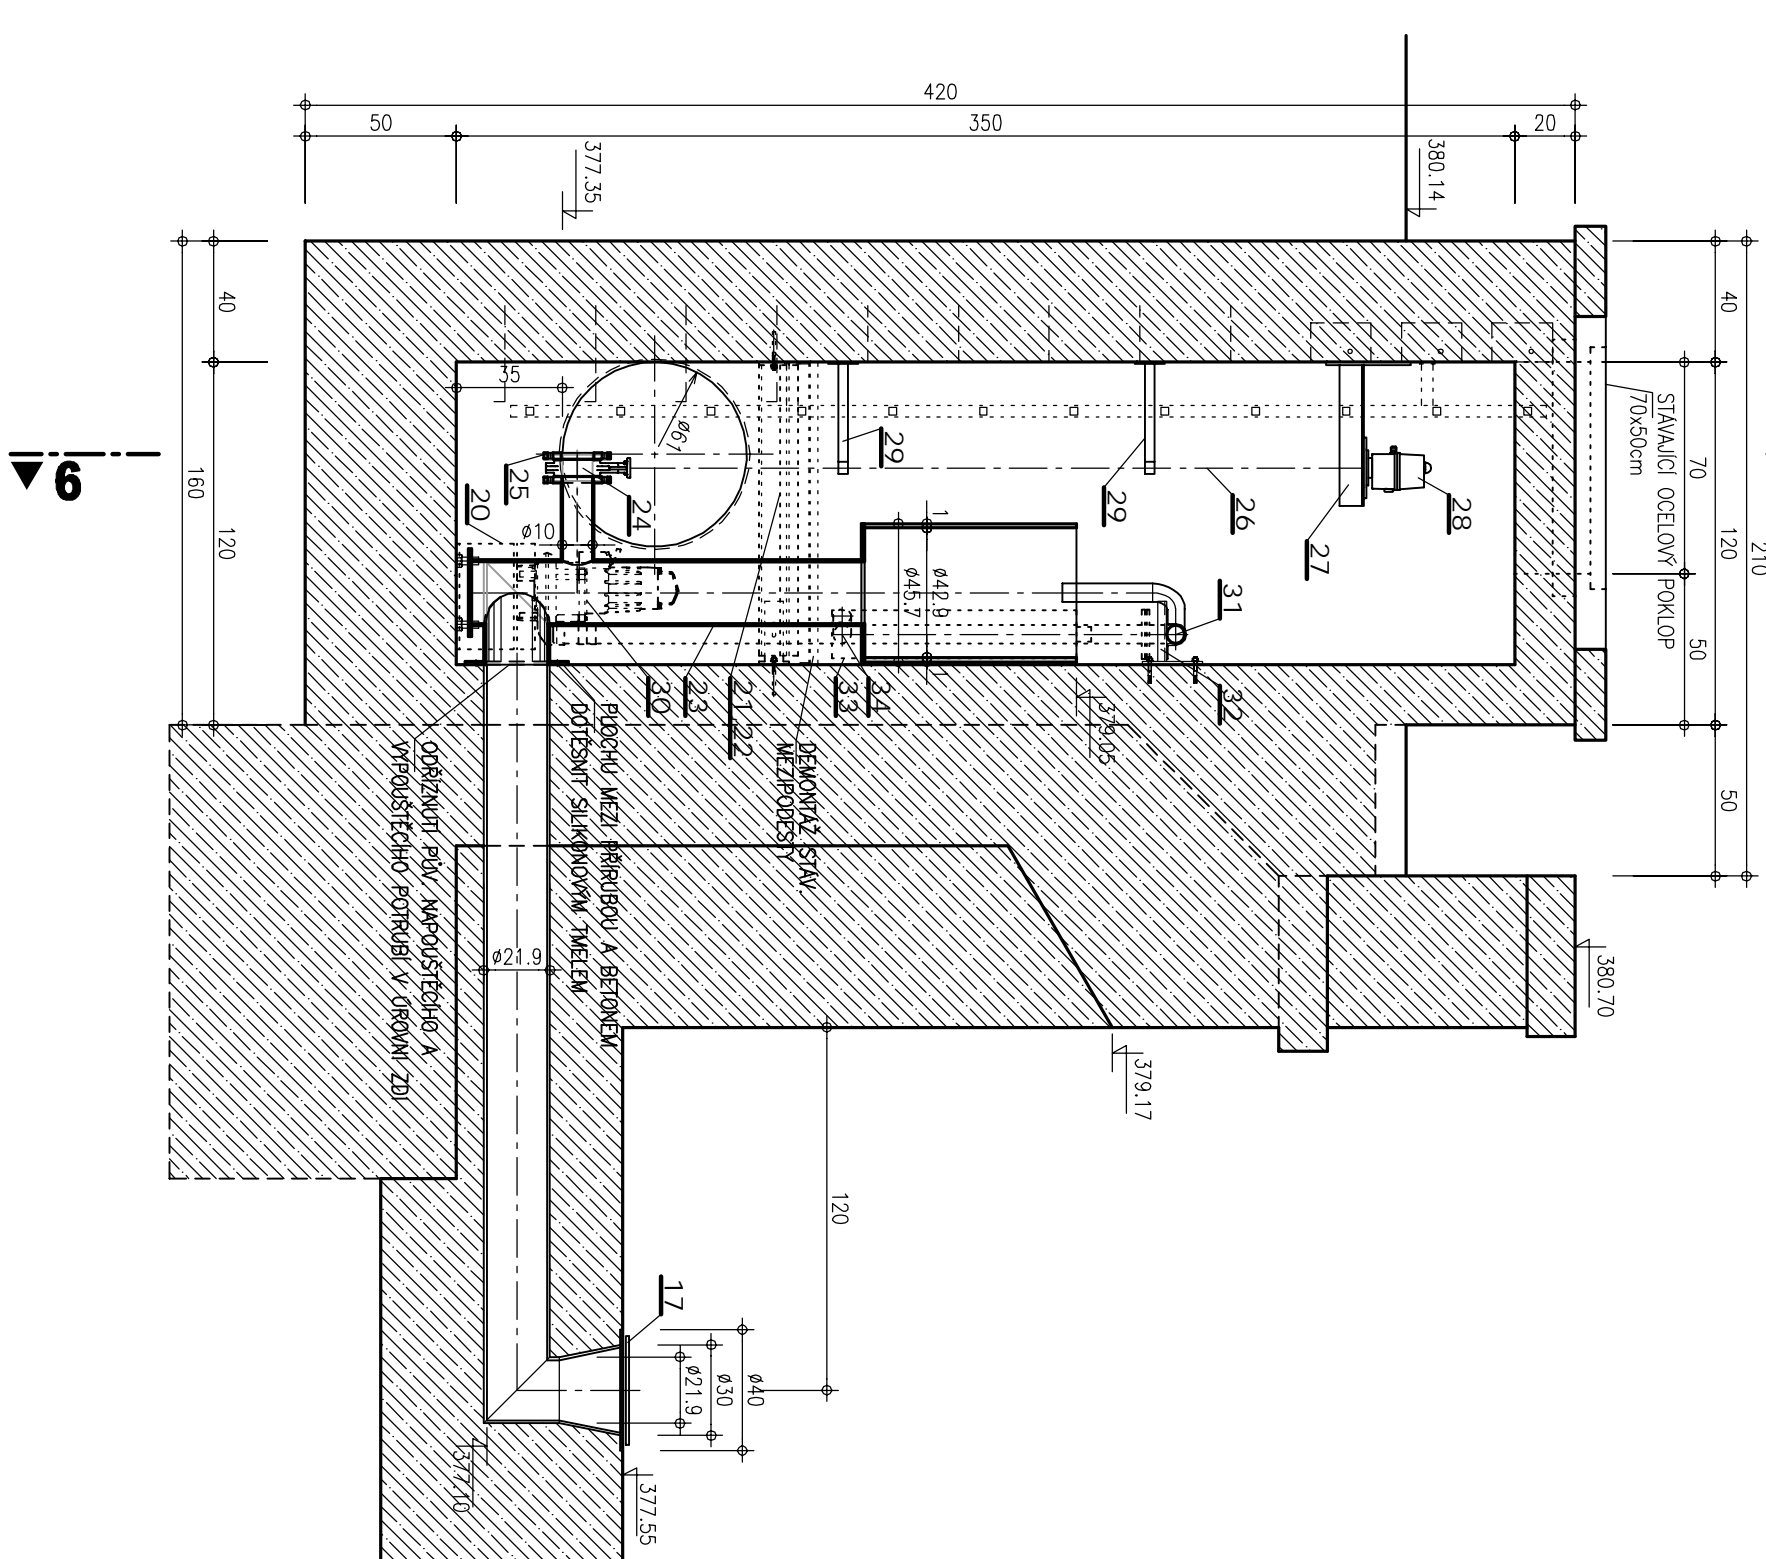 420
50
350
20
377.35
380.14
40
120
160
35
ø61
ø10
40
70
120
210
50
50
STÁVAJÍCÍ OCELOVÝ POKLOP
70x50cm
6
29
29
26
27
28
25
24
20
1
ø42.9
ø45.7
1
31
32
30
23
21,22
33
34
379.05
DEMONTÁŽ STÁV.
MEZIPODESTY
PLOCHU MEZI PŘÍRUBOU A BETONEM
DOTĚSNIT SILIKONOVÝM TMELEM
ODŘÍZNUTÍ PŮV. NAPOUŠTĚCÍHO A
VYPOUŠTĚCÍHO POTRUBÍ V ÚROVNI ZDI
ø21.9
380.70
379.17
120
17
ø21.9
ø30
ø40
377.10
377.55